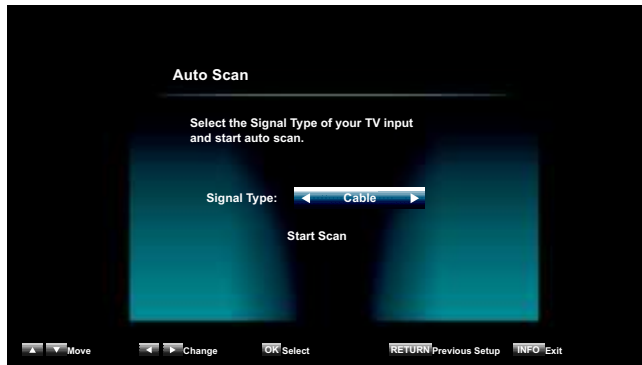 Auto Scan
Select the Signal Type of your TV input
and start auto scan.
Signal Type: Cable
Start Scan
Move Change OK Select RETURN Previous Setup INFO Exit